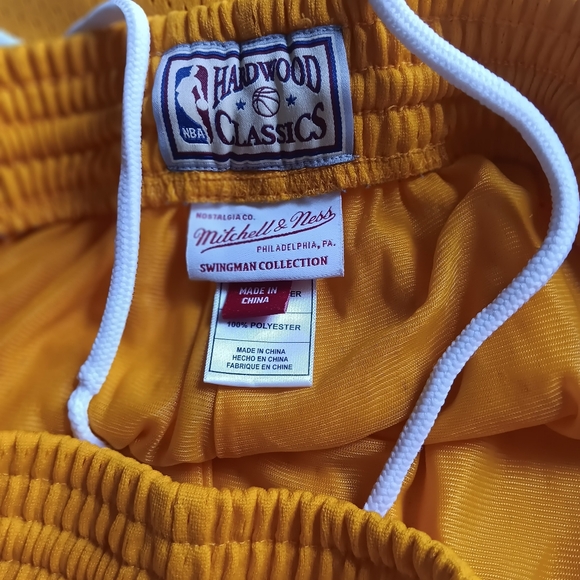 HARDWOOD
CLASSICS
NBA
NOSTALGIA CO.
Mitchell & Ness
PHILADELPHIA, PA.
SWINGMAN COLLECTION
MADE IN
CHINA
100% POLYESTER
MADE IN CHINA
HECHO EN CHINA
FABRIQUE EN CHINE